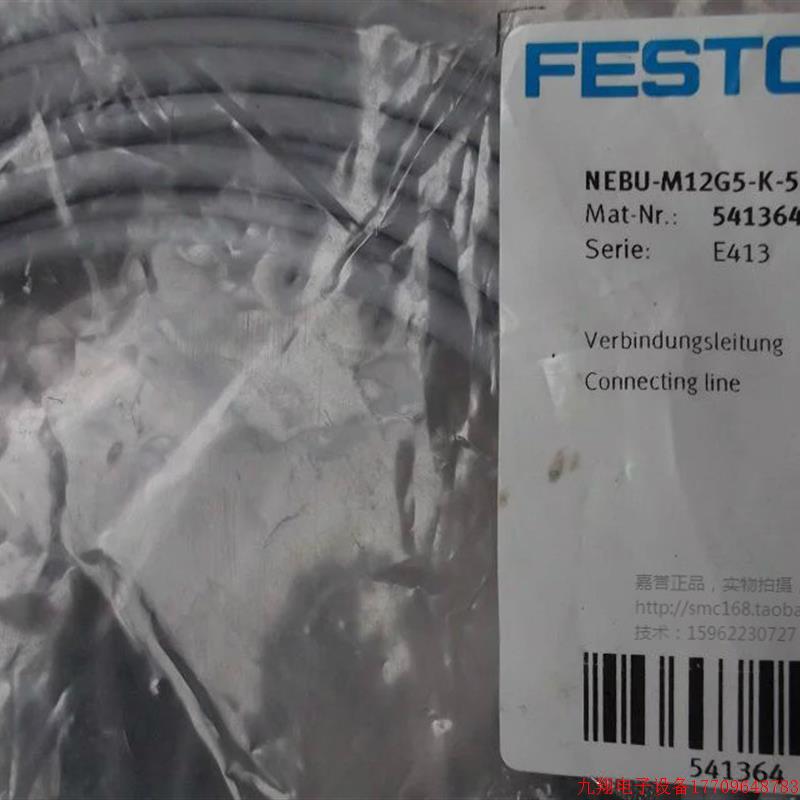 FESTO
NEBU-M12G5-K-5
Mat-Nr.: 541364
Serie: E413
Verbindungsleitung
Connecting line
嘉誉正品，实物拍摄
http://smc168.taoba
技术：15962230727
541364
九翔电子设备17709648783